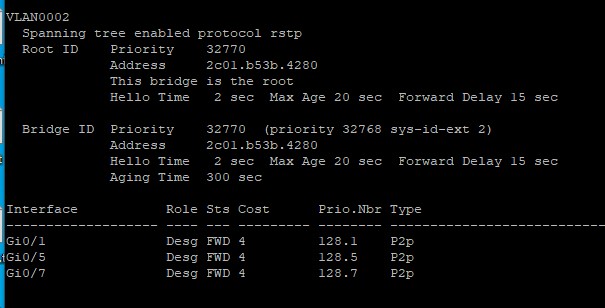 VLAN0002
  Spanning tree enabled protocol rstp
  Root ID    Priority    32770
             Address     2c01.b53b.4280
             This bridge is the root
             Hello Time   2 sec  Max Age 20 sec  Forward Delay 15 sec

  Bridge ID  Priority    32770  (priority 32768 sys-id-ext 2)
             Address     2c01.b53b.4280
             Hello Time   2 sec  Max Age 20 sec  Forward Delay 15 sec
             Aging Time  300 sec

Interface           Role Sts Cost      Prio.Nbr Type
------------------- ---- --- --------- -------- --------------------------------
Gi0/1               Desg FWD 4         128.1    P2p
Gi0/5               Desg FWD 4         128.5    P2p
Gi0/7               Desg FWD 4         128.7    P2p